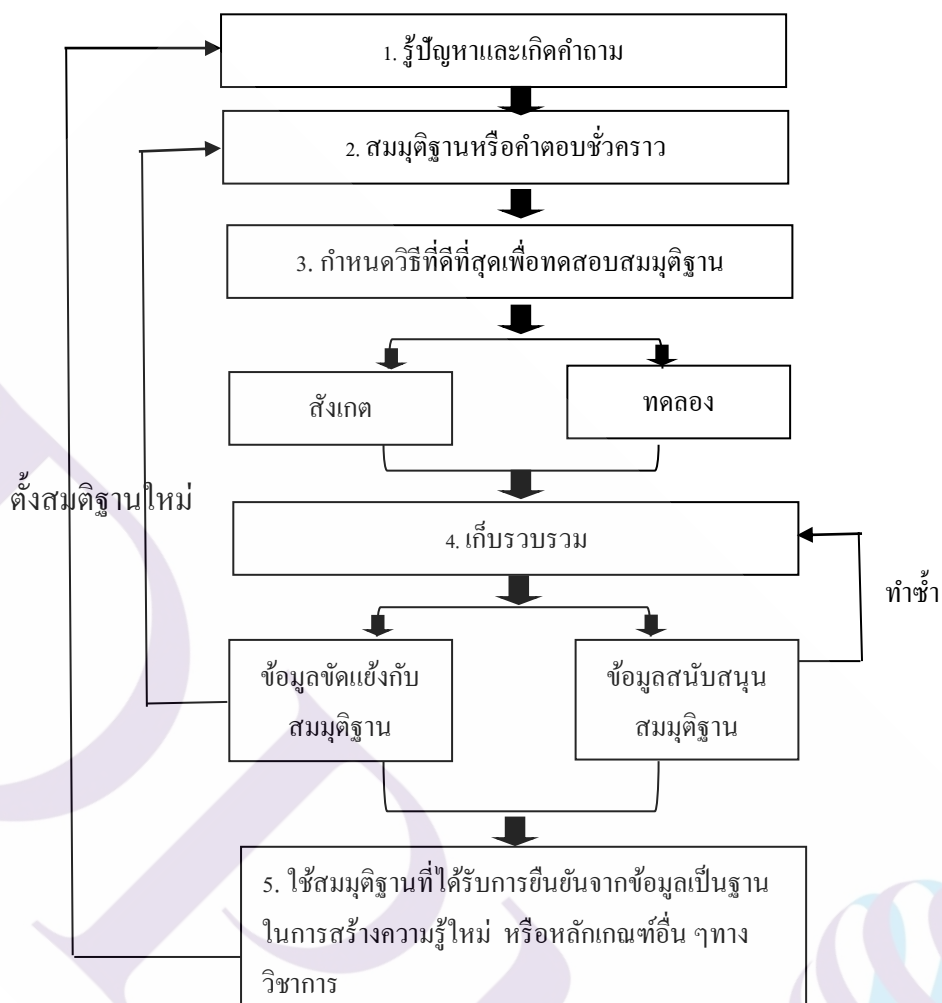 1. รู้ปัญหาและเกิดคำถาม
2. สมมุติฐานหรือคำตอบชั่วคราว
3. กำหนดวิธีที่ดีที่สุดเพื่อทดสอบสมมุติฐาน
สังเกต
ทดลอง
ตั้งสมติฐานใหม่
4. เก็บรวบรวม
ทำซ้ำ
ข้อมูลขัดแย้งกับ
สมมุติฐาน
ข้อมูลสนับสนุน
สมมุติฐาน
5. ใช้สมมุติฐานที่ได้รับการยืนยันจากข้อมูลเป็นฐาน
ในการสร้างความรู้ใหม่ หรือหลักเกณฑ์อื่น ๆทาง
วิชาการ